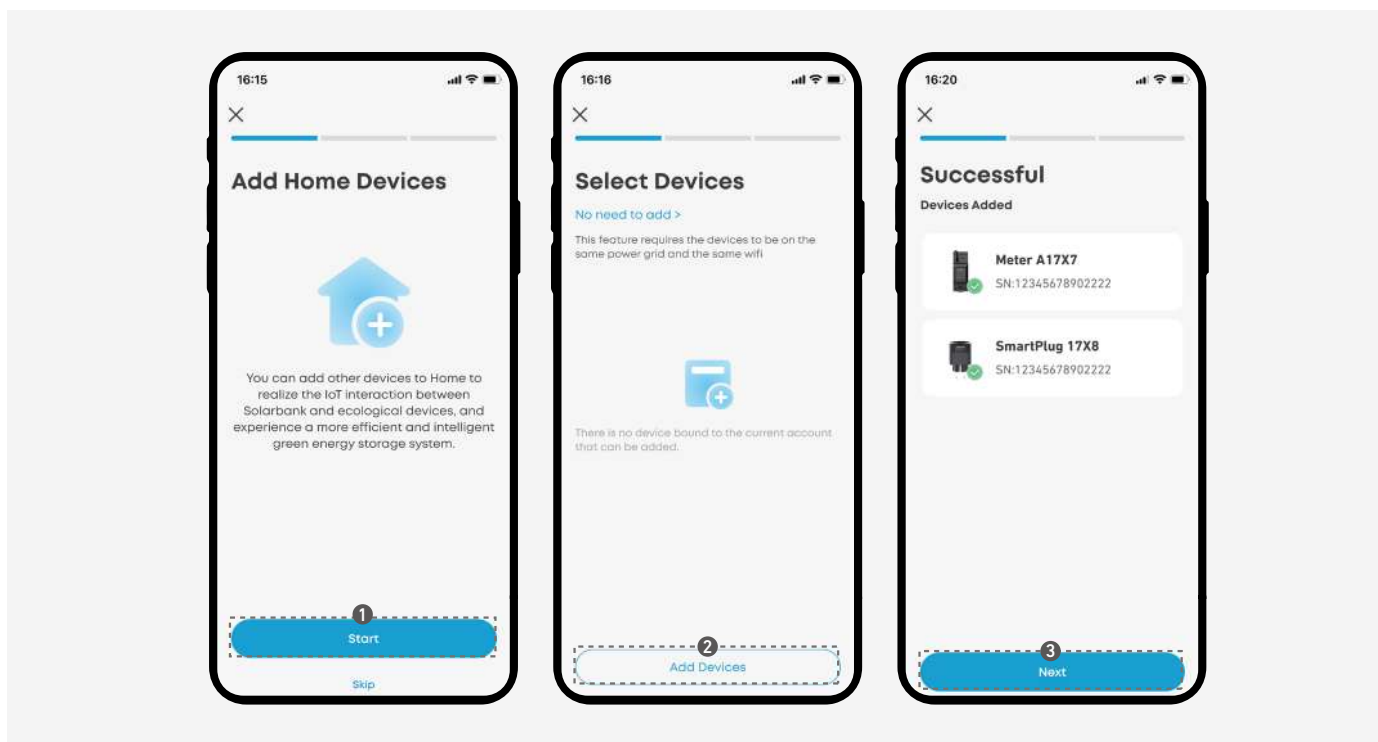 16:15
Add Home Devices
You can add other devices to Home to
realize the IoT interaction between
Solarbank and ecological devices, and
experience a more efficient and intelligent
green energy storage system.
1
Start
Skip
16:16
Select Devices
No need to add >
This feature requires the devices to be on the
same power grid and the same wifi
There is no device bound to the current account
that can be added.
2
Add Devices
16:20
Successful
Devices Added
Meter A17X7
SN:12345678902222
SmartPlug 17X8
SN:12345678902222
3
Next